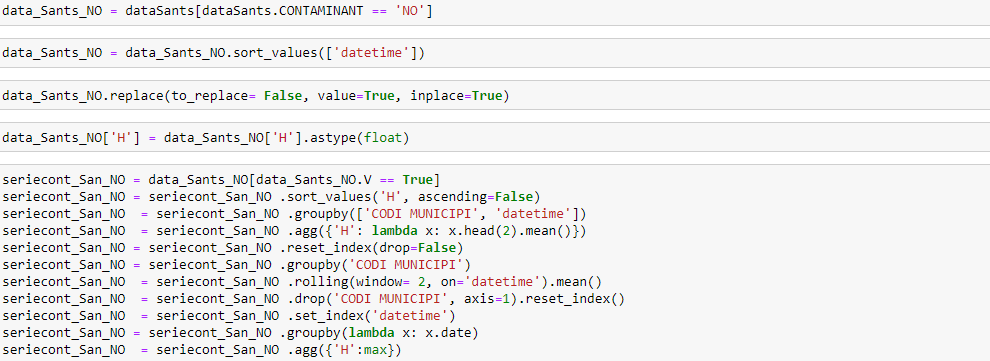 data_Sants_NO = dataSants[dataSants.CONTAMINANT == 'NO']
data_Sants_NO = data_Sants_NO.sort_values(['datetime'])
data_Sants_NO.replace(to_replace= False, value=True, inplace=True)
data_Sants_NO['H'] = data_Sants_NO['H'].astype(float)
seriecont_San_NO = data_Sants_NO[data_Sants_NO.V == True]
seriecont_San_NO = seriecont_San_NO .sort_values('H', ascending=False)
seriecont_San_NO  = seriecont_San_NO .groupby(['CODI MUNICIPI', 'datetime'])
seriecont_San_NO  = seriecont_San_NO .agg({'H': lambda x: x.head(2).mean()})
seriecont_San_NO = seriecont_San_NO .reset_index(drop=False)
seriecont_San_NO = seriecont_San_NO .groupby('CODI MUNICIPI')
seriecont_San_NO  = seriecont_San_NO .rolling(window= 2, on='datetime').mean()
seriecont_San_NO  = seriecont_San_NO .drop('CODI MUNICIPI', axis=1).reset_index()
seriecont_San_NO  = seriecont_San_NO .set_index('datetime')
seriecont_San_NO = seriecont_San_NO .groupby(lambda x: x.date)
seriecont_San_NO  = seriecont_San_NO .agg({'H':max})